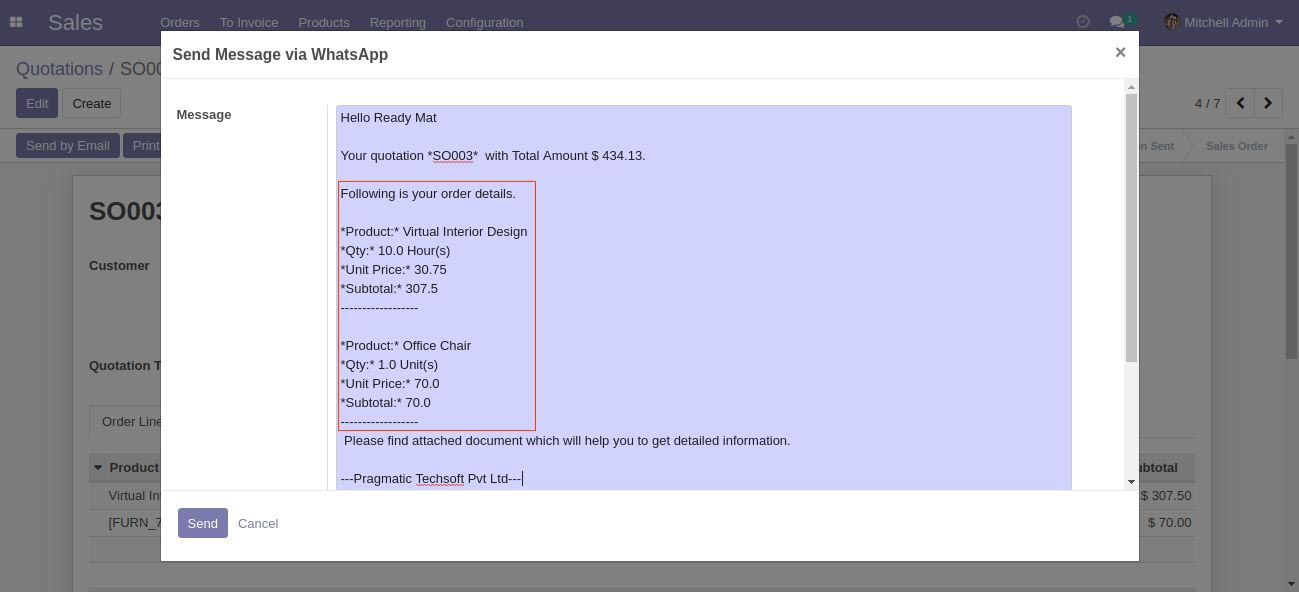 Sales
Orders To Invoice Products Reporting Configuration
1 Mitchell Admin
Send Message via WhatsApp ×
Quotations / SO00
Edit Create
4 / 7
Send by Email Print
n Sent Sales Order
SO003
Customer
Quotation T
Order Line
Product
ubtotal
Virtual In
$ 307.50
[FURN_7
$ 70.00
Message
Hello Ready Mat
Your quotation *SO003* with Total Amount $ 434.13.
Following is your order details.
*Product:* Virtual Interior Design
*Qty:* 10.0 Hour(s)
*Unit Price:* 30.75
*Subtotal:* 307.5
------------------
*Product:* Office Chair
*Qty:* 1.0 Unit(s)
*Unit Price:* 70.0
*Subtotal:* 70.0
------------------
Please find attached document which will help you to get detailed information.
---Pragmatic Techsoft Pvt Ltd---
Send Cancel